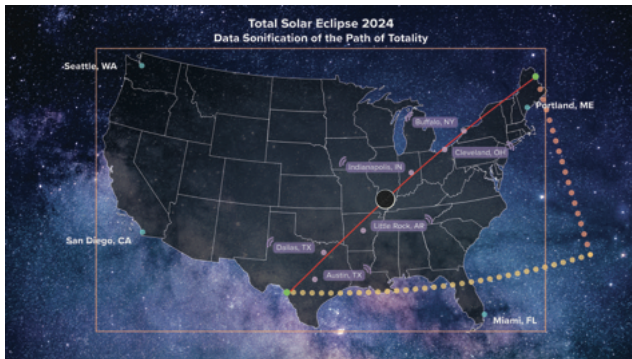 Total Solar Eclipse 2024
Data Sonification of the Path of Totality
Seattle, WA
Portland, ME
Buffalo, NY
Cleveland, OH
Indianapolis, IN
Little Rock, AR
San Diego, CA
Dallas, TX
Austin, TX
Miami, FL